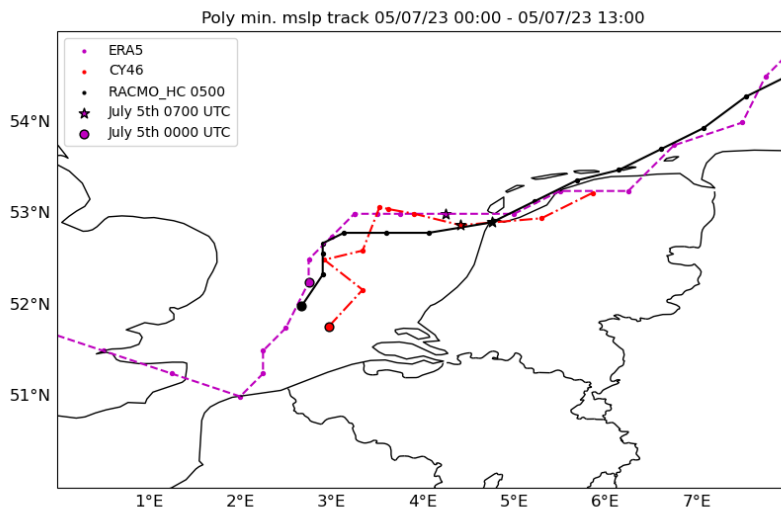 Poly min. mslp track 05/07/23 00:00 - 05/07/23 13:00
ERA5
CY46
RACMO_HC 0500
July 5th 0700 UTC
July 5th 0000 UTC
54°N
53°N
52°N
51°N
1°E 2°E 3°E 4°E 5°E 6°E 7°E